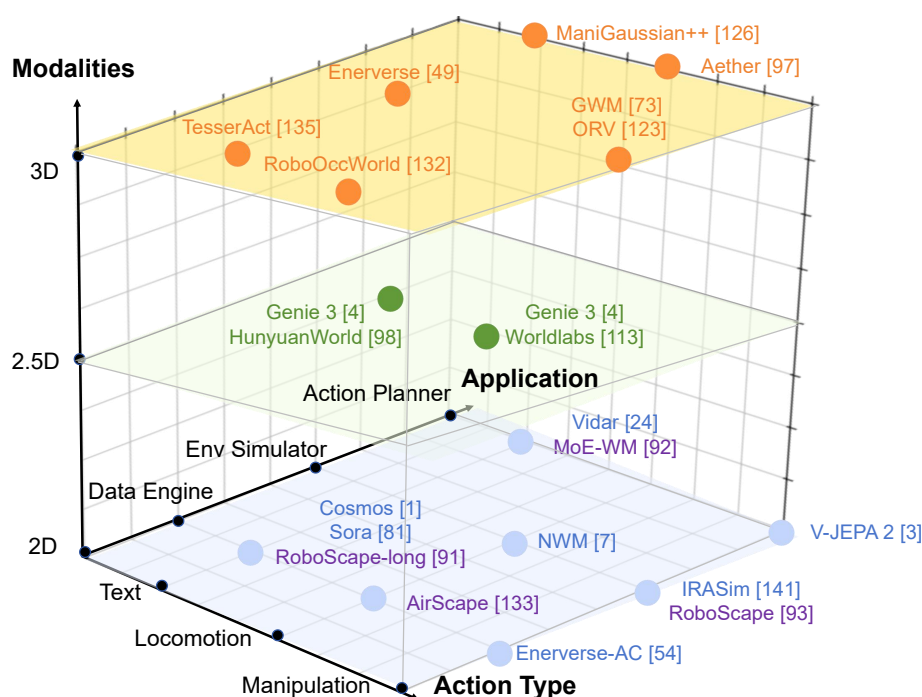 ManiGaussian++ [126]
Modalities
Enerverse [49]
Aether [97]
GWM [73]
ORV [123]
TesserAct [135]
RoboOccWorld [132]
3D
Genie 3 [4]
HunyuanWorld [98]
Genie 3 [4]
Worldlabs [113]
2.5D
Application
Action Planner
Vidar [24]
MoE-WM [92]
Env Simulator
Data Engine
Cosmos [1]
Sora [81]
RoboScape-long [91]
NWM [7]
V-JEPA 2 [3]
2D
Text
AirScape [133]
IRASim [141]
RoboScape [93]
Locomotion
Enerverse-AC [54]
Manipulation
Action Type